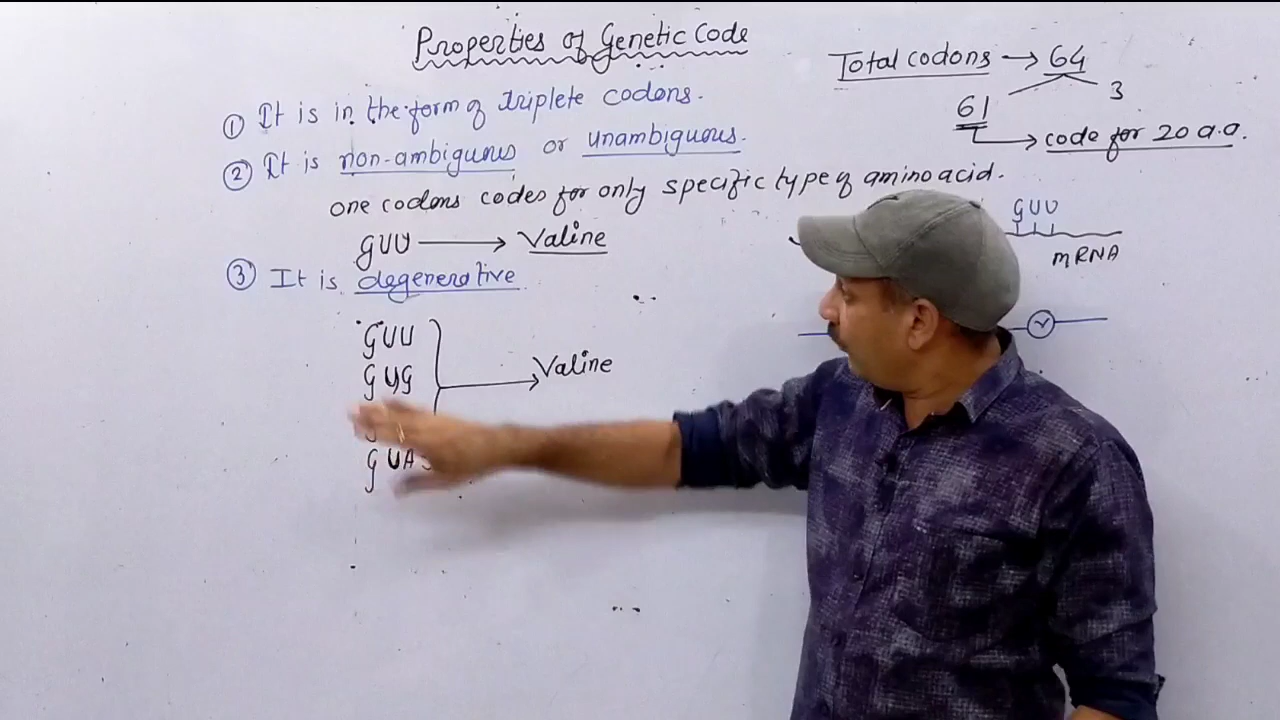 Properties of Genetic Code
① It is in the form of triplete codons.
② It is non-ambiguous or unambiguous.
one codons codes for only specific type of amino acid.
GUU → Valine
③ It is degenerative
GUU
GUG
GUA
Valine
Total codons → 64
61 3
code for 20 a.a.
GUU
mRNA
V